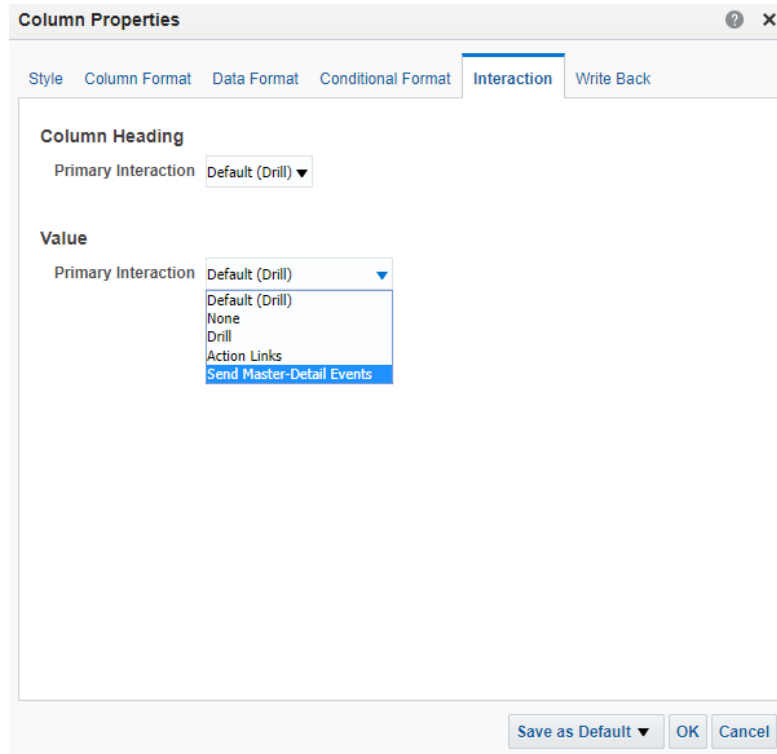 Column Properties
Style Column Format Data Format Conditional Format Interaction Write Back
Column Heading
Primary Interaction Default (Drill)
Value
Primary Interaction Default (Drill)
Default (Drill)
None
Drill
Action Links
Send Master-Detail Events
Save as Default OK Cancel